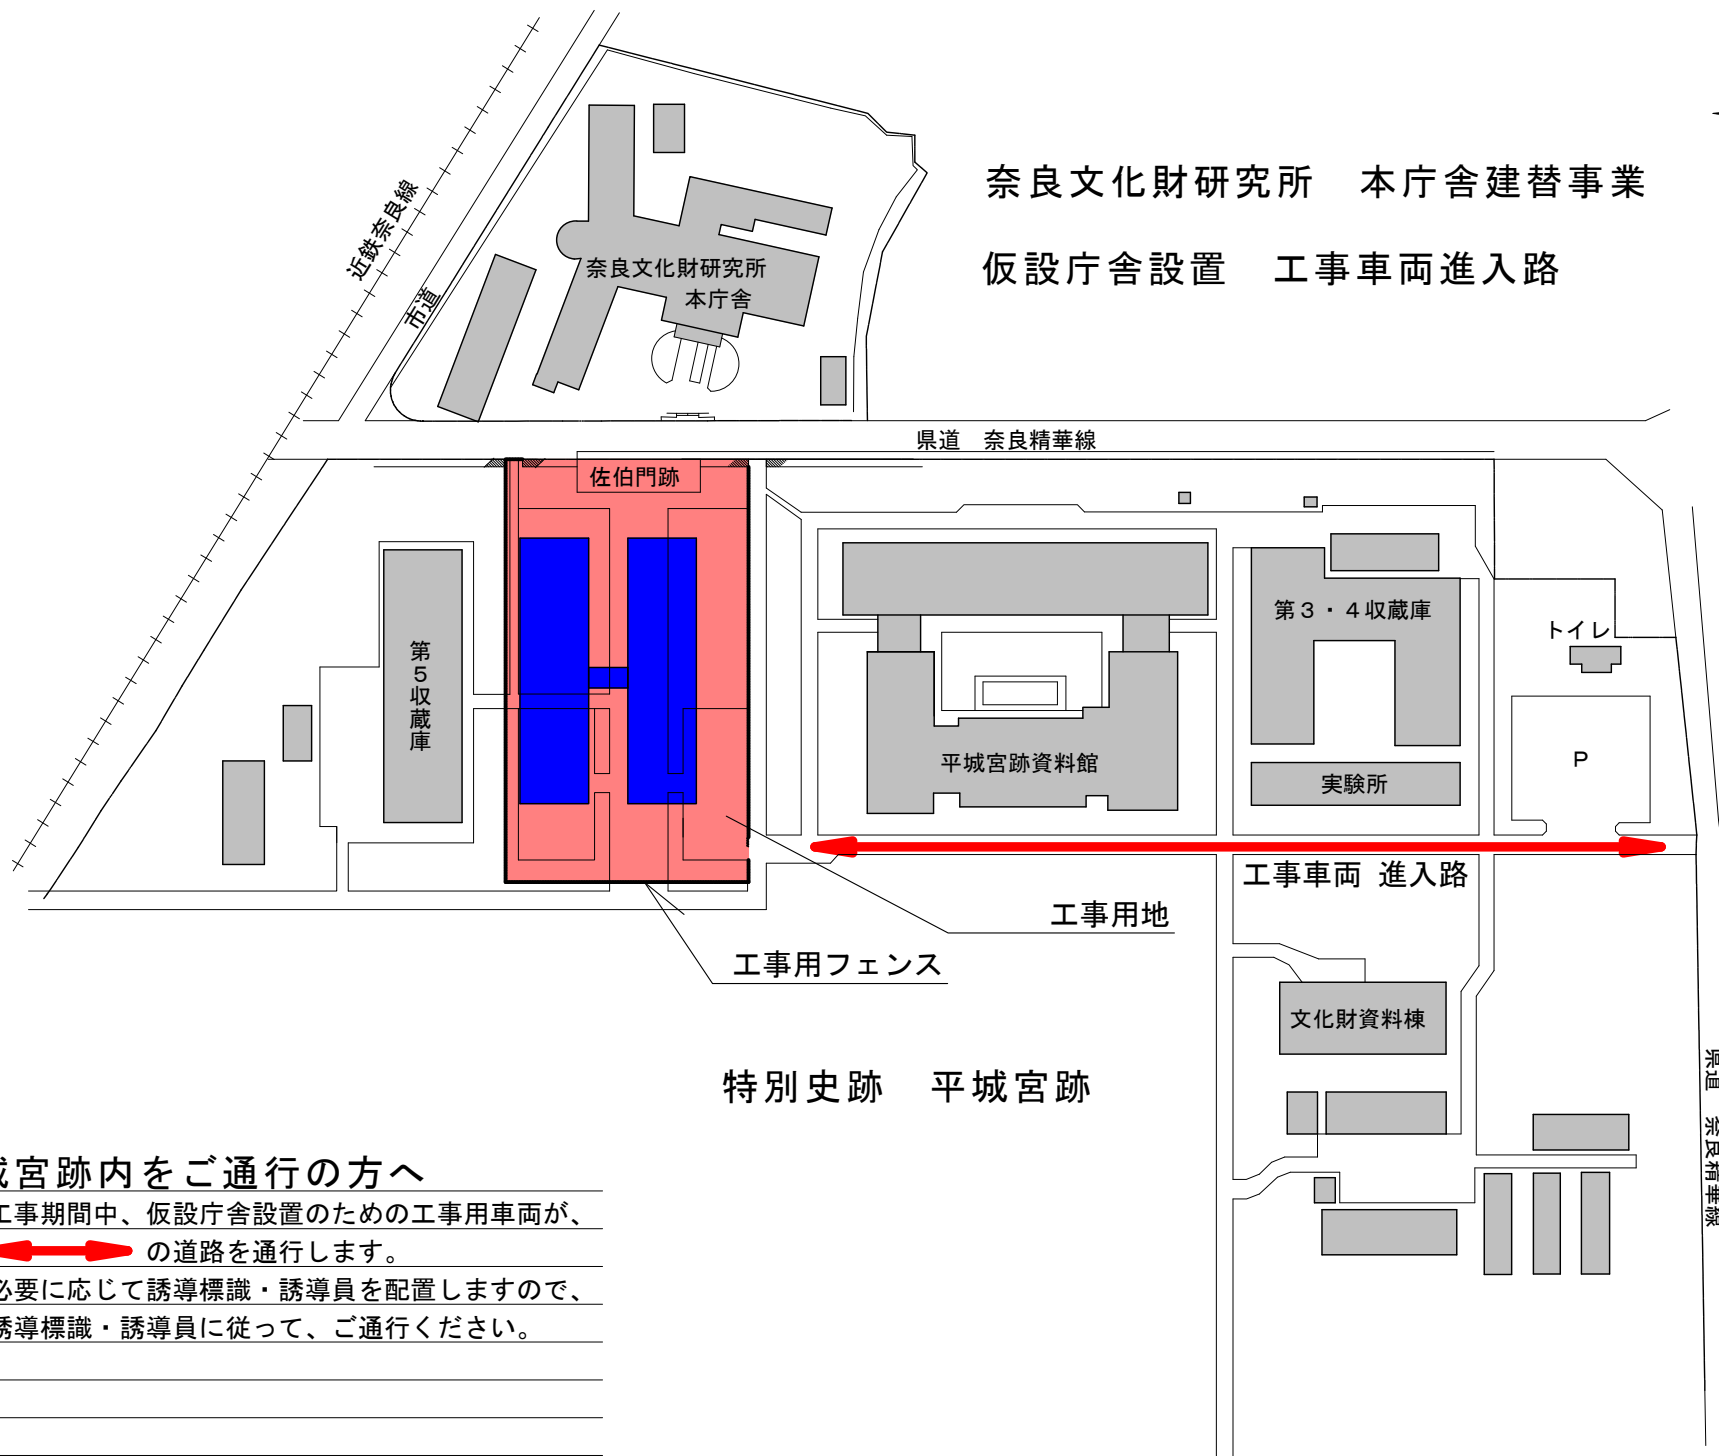 奈良文化財研究所　本庁舎建替事業
仮設庁舎設置　工事車両進入路
近鉄奈良線
市道
奈良文化財研究所
本庁舎
県道　奈良精華線
佐伯門跡
第5収蔵庫
平城宮跡資料館
第３・４収蔵庫
実験所
トイレ
P
工事車両 進入路
工事用地
工事用フェンス
文化財資料棟
特別史跡　平城宮跡
県道　奈良精華線
宮跡内をご通行の方へ
工事期間中、仮設庁舎設置のための工事用車両が、
の道路を通行します。
必要に応じて誘導標識・誘導員を配置しますので、
誘導標識・誘導員に従って、ご通行ください。